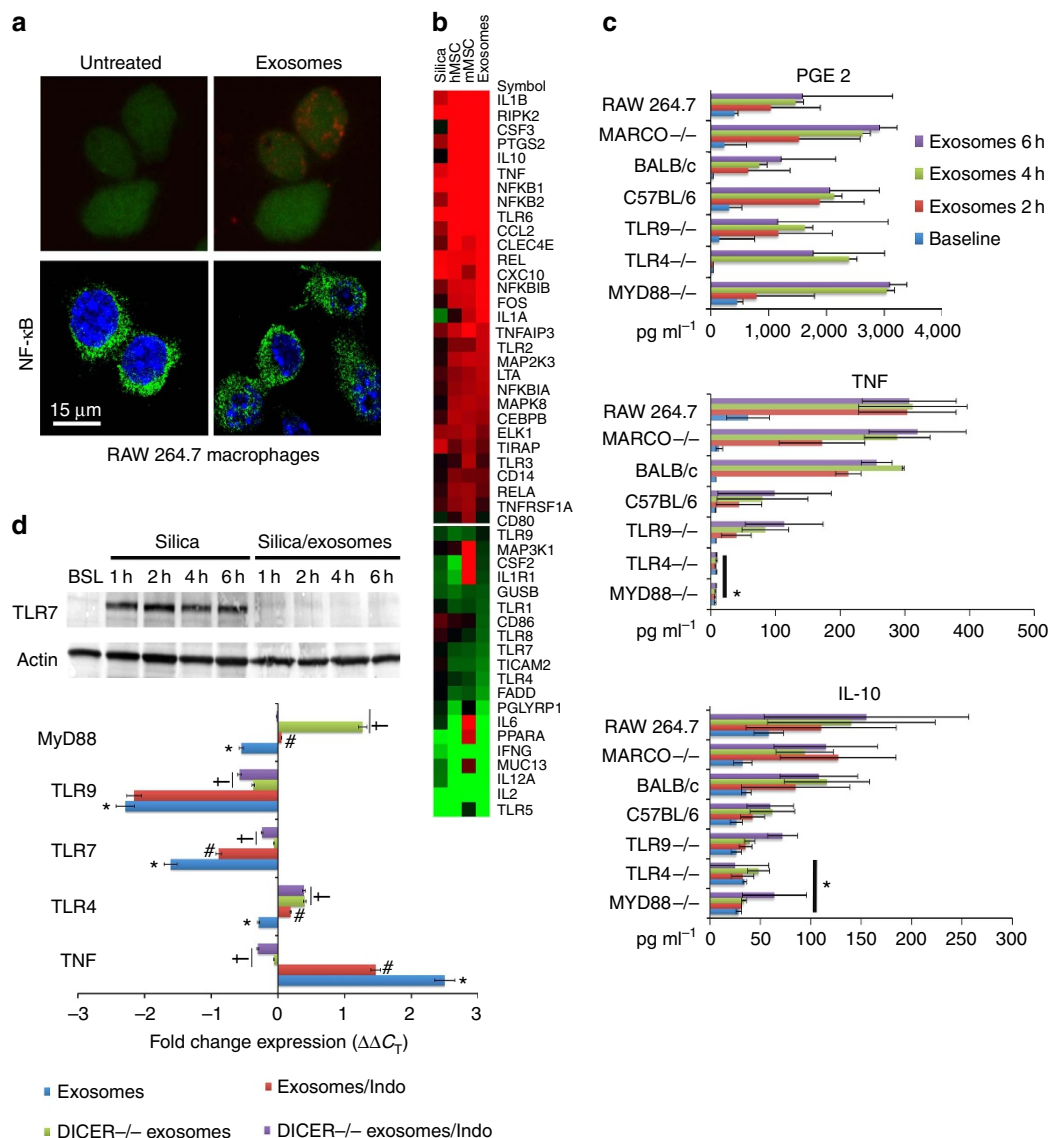 a
Untreated
Exosomes
NF-κB
15 μm
RAW 264.7 macrophages
b
Silica
hMSC
mMSC
Exosomes
Symbol
IL1B
RIPK2
CSF3
PTGS2
IL10
TNF
NFKB1
NFKB2
TLR6
CCL2
CLEC4E
REL
CXC10
NFKBIB
FOS
IL1A
TNFAIP3
TLR2
MAP2K3
LTA
NFKBIA
MAPK8
CEBPB
ELK1
TIRAP
TLR3
CD14
RELA
TNFRSF1A
CD80
TLR9
MAP3K1
CSF2
IL1R1
GUSB
TLR1
CD86
TLR8
TLR7
TICAM2
TLR4
FADD
PGLYRP1
IL6
PPARA
IFNG
MUC13
IL12A
IL2
TLR5
c
PGE 2
RAW 264.7
MARCO−/−
BALB/c
C57BL/6
TLR9−/−
TLR4−/−
MYD88−/−
pg ml⁻¹ 0 1,000 2,000 3,000 4,000
Exosomes 6 h
Exosomes 4 h
Exosomes 2 h
Baseline
TNF
RAW 264.7
MARCO−/−
BALB/c
C57BL/6
TLR9−/−
TLR4−/−
MYD88−/−
*
pg ml⁻¹ 0 100 200 300 400 500
IL-10
RAW 264.7
MARCO−/−
BALB/c
C57BL/6
TLR9−/−
TLR4−/−
MYD88−/−
*
pg ml⁻¹ 0 50 100 150 200 250 300
d
Silica Silica/exosomes
BSL 1 h 2 h 4 h 6 h 1 h 2 h 4 h 6 h
TLR7
Actin
MyD88
†
#
*
TLR9
†
*
TLR7
†
#
*
TLR4
†
#
*
TNF
†
#
*
−3 −2 −1 0 1 2 3
Fold change expression (ΔΔCT)
Exosomes
Exosomes/Indo
DICER−/− exosomes
DICER−/− exosomes/Indo